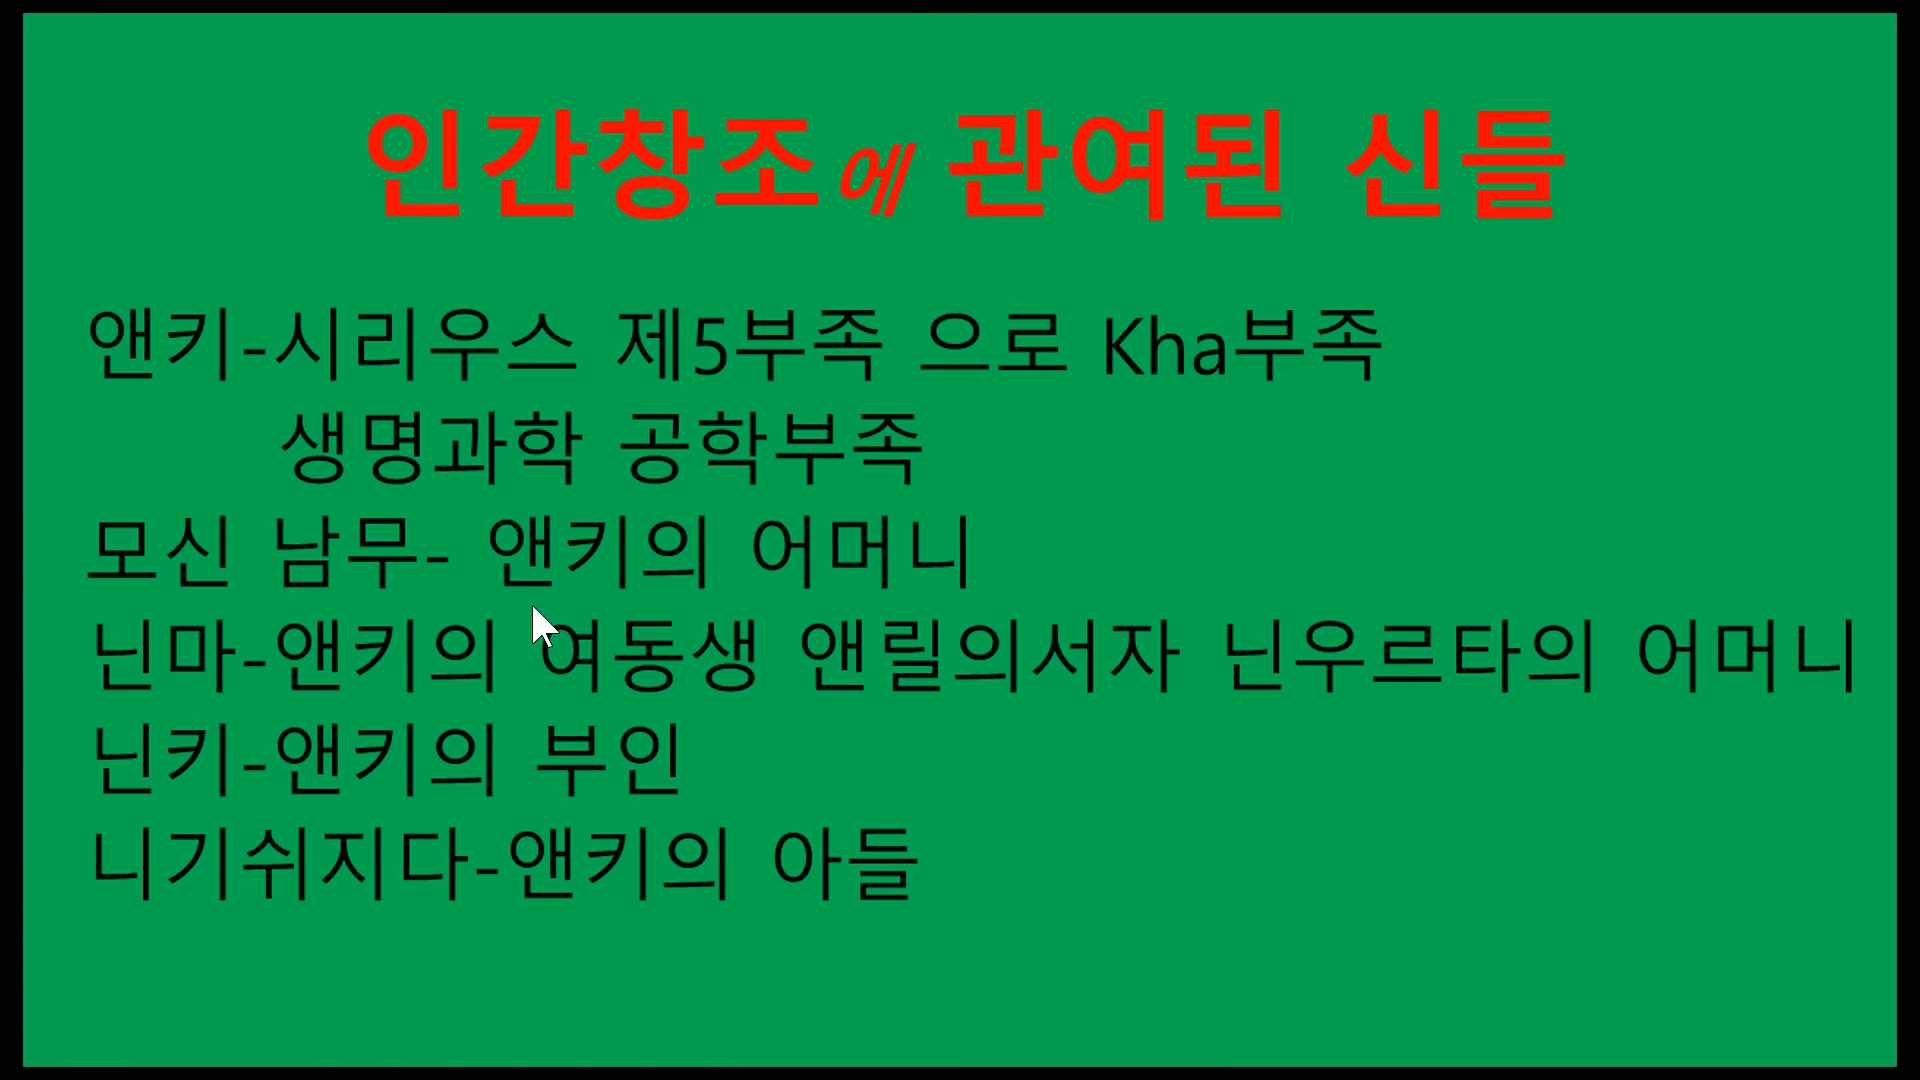 인간창조에 관여된 신들
앤키-시리우스 제5부족 으로 Kha부족
생명과학 공학부족
모신 남무- 앤키의 어머니
닌마-앤키의 여동생 앤릴의서자 닌우르타의 어머니
닌키-앤키의 부인
니기쉬지다-앤키의 아들